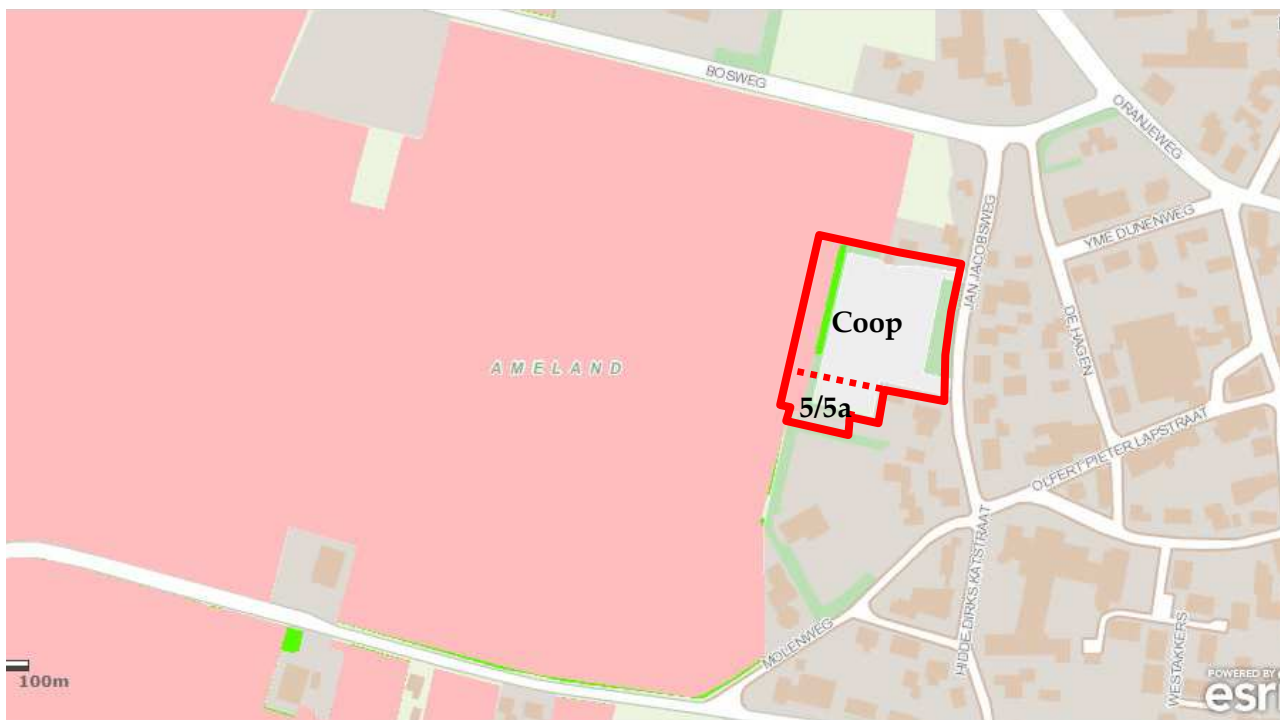 BOSWEG
ORANJEWEG
YME DUNENWEG
JAN JACOBSWEG
DE HAGEN
Coop
AMELAND
5/5a
OLFERT PIETER LAPSTRAAT
HIDDE DIRKS KATSTRAAT
MOLENWEG
WESTAKKERS
100m
POWERED BY
esri